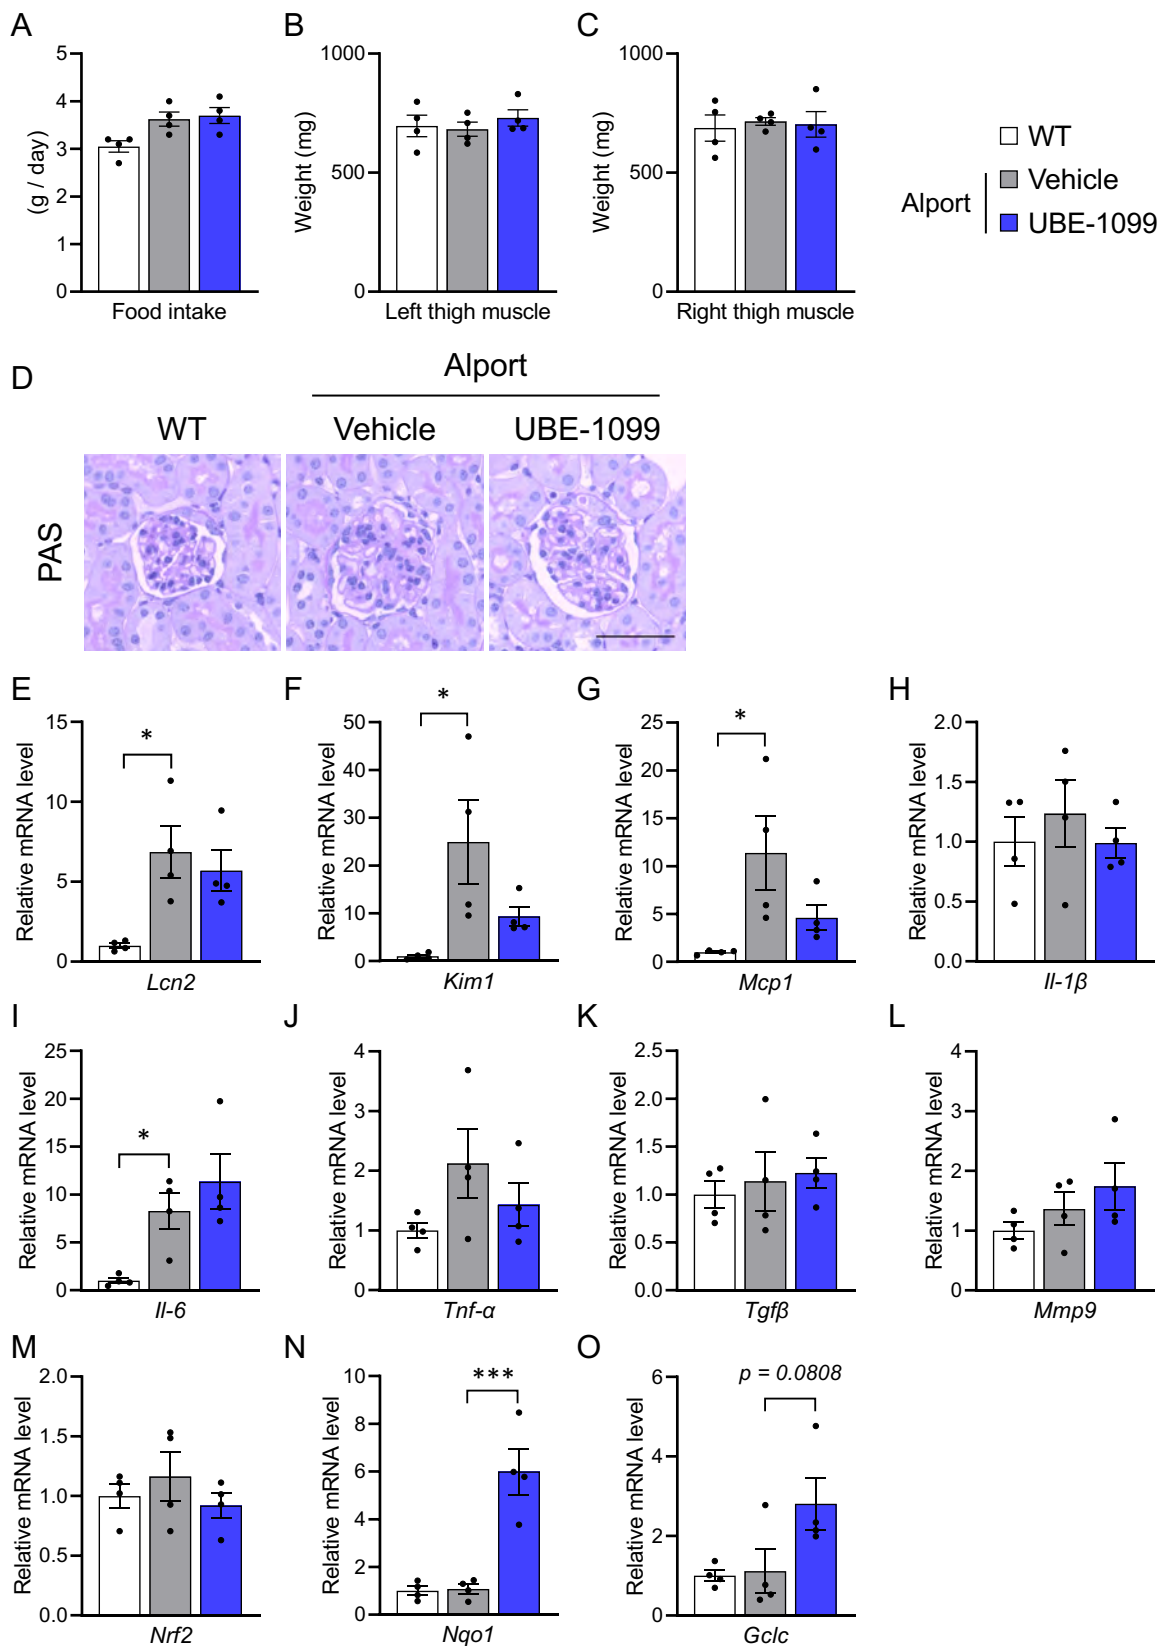 A
B
C
5
4
3
2
1
0
(g / day)
Food intake
1000
500
0
Weight (mg)
Left thigh muscle
1000
500
0
Weight (mg)
Right thigh muscle
WT
Alport
Vehicle
UBE-1099
D
Alport
WT
Vehicle
UBE-1099
PAS
E
F
G
H
15
10
5
0
Relative mRNA level
*
Lcn2
50
40
30
20
10
0
Relative mRNA level
*
Kim1
25
20
15
10
5
0
Relative mRNA level
*
Mcp1
2.0
1.5
1.0
0.5
0.0
Relative mRNA level
Il-1β
I
J
K
L
25
20
15
10
5
0
Relative mRNA level
*
Il-6
4
3
2
1
0
Relative mRNA level
Tnf-α
2.5
2.0
1.5
1.0
0.5
0.0
Relative mRNA level
Tgfβ
4
3
2
1
0
Relative mRNA level
Mmp9
M
N
O
2.0
1.5
1.0
0.5
0.0
Relative mRNA level
Nrf2
10
8
6
4
2
0
Relative mRNA level
***
Nqo1
6
4
2
0
Relative mRNA level
p = 0.0808
Gclc